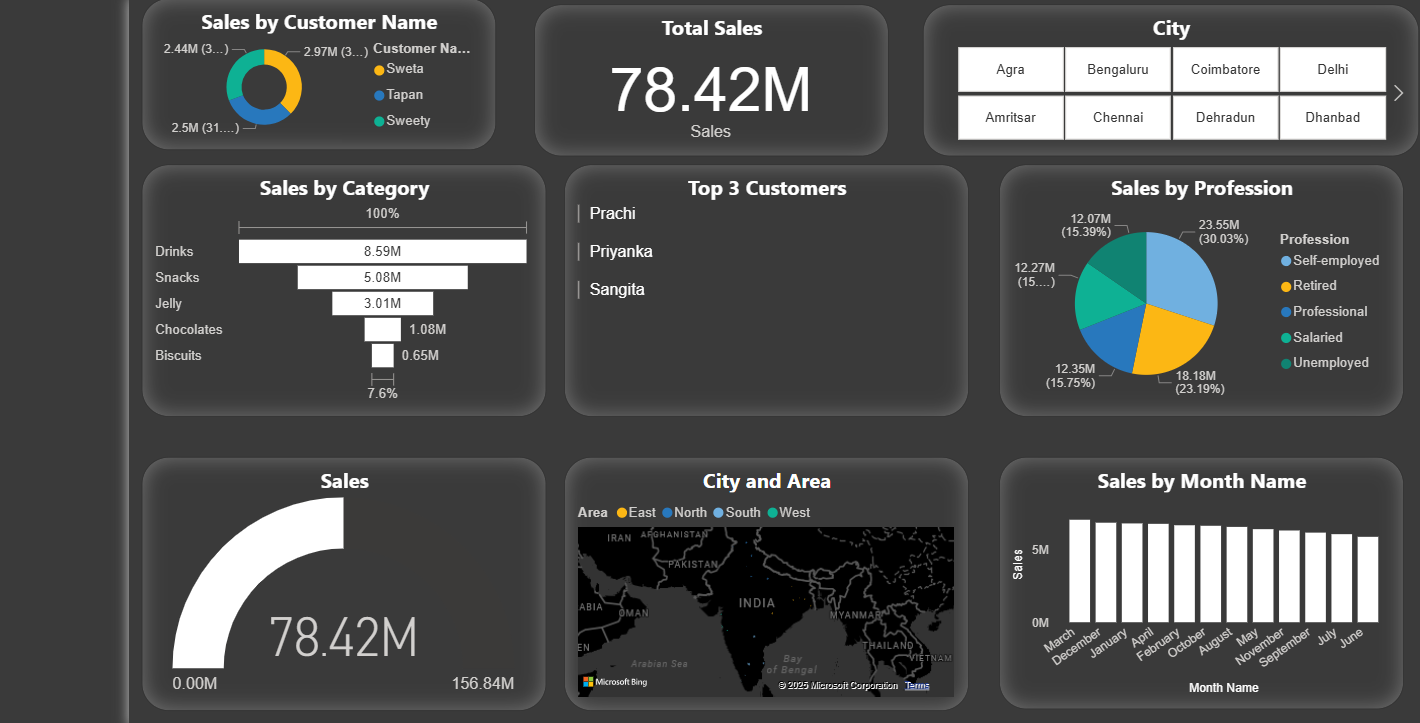 Sales by Customer Name
2.44M (3...)
2.97M (3...)
2.5M (31....)
Customer Na...
Sweta
Tapan
Sweety
Total Sales
78.42M
Sales
City
Agra
Bengaluru
Coimbatore
Delhi
Amritsar
Chennai
Dehradun
Dhanbad
Sales by Category
100%
Drinks 8.59M
Snacks 5.08M
Jelly 3.01M
Chocolates 1.08M
Biscuits 0.65M
7.6%
Top 3 Customers
Prachi
Priyanka
Sangita
Sales by Profession
12.07M
(15.39%)
23.55M
(30.03%)
12.27M
(15....)
12.35M
(15.75%)
18.18M
(23.19%)
Profession
Self-employed
Retired
Professional
Salaried
Unemployed
Sales
78.42M
0.00M
156.84M
City and Area
Area East North South West
IRAN
AFGHANISTAN
PAKISTAN
INDIA
ABIA
OMAN
MYANMAR
EN
THAILAND
VIETNAM
Arabian Sea
Bay
of Bengal
Microsoft Bing
© 2025 Microsoft Corporation Terms
Sales by Month Name
Sales
5M
0M
March
December
January
April
February
October
August
May
November
September
July
June
Month Name